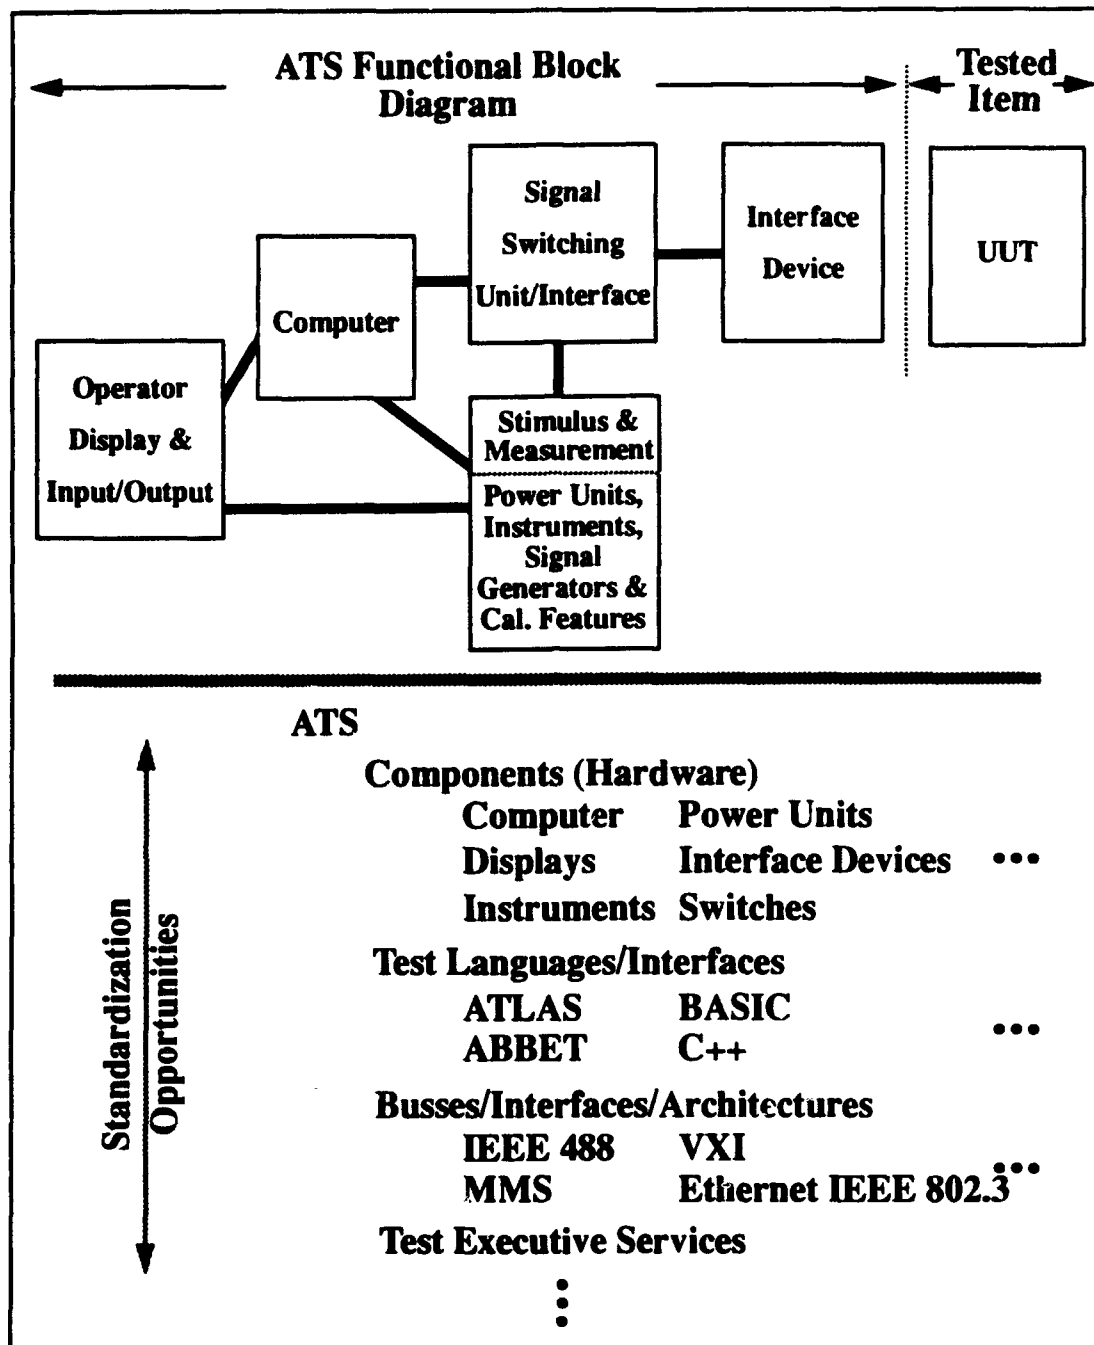 ATS Functional Block
Diagram
Tested
Item
Signal
Switching
Unit/Interface
Interface
Device
UUT
Computer
Operator
Display &
Input/Output
Stimulus &
Measurement
Power Units,
Instruments,
Signal
Generators &
Cal. Features
Standardization
Opportunities
ATS
Components (Hardware)
Computer Power Units
Displays Interface Devices •••
Instruments Switches
Test Languages/Interfaces
ATLAS BASIC
ABBET C++ •••
Busses/Interfaces/Architectures
IEEE 488 VXI •••
MMS Ethernet IEEE 802.3
Test Executive Services